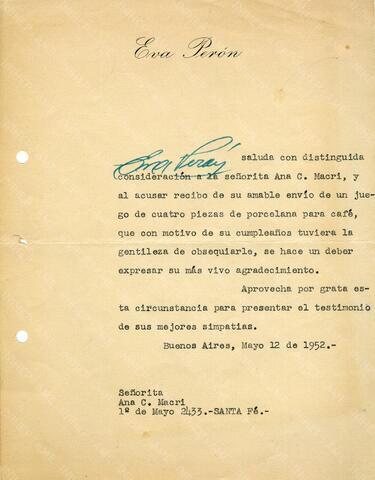 Eva Perón
Eva Perón
saluda con distinguida
consideración a la señorita Ana C. Macri, y
al acusar recibo de su amable envío de un jue-
go de cuatro piezas de porcelana para café,
que con motivo de su cumpleaños tuviera la
gentileza de obsequiarle, se hace un deber
expresar su más vivo agradecimiento.
Aprovecha por grata es-
ta circunstancia para presentar el testimonio
de sus mejores simpatias.
Buenos Aires, Mayo 12 de 1952.-
Señorita
Ana C. Macri
1º de Mayo 2433.-SANTA Fé.-